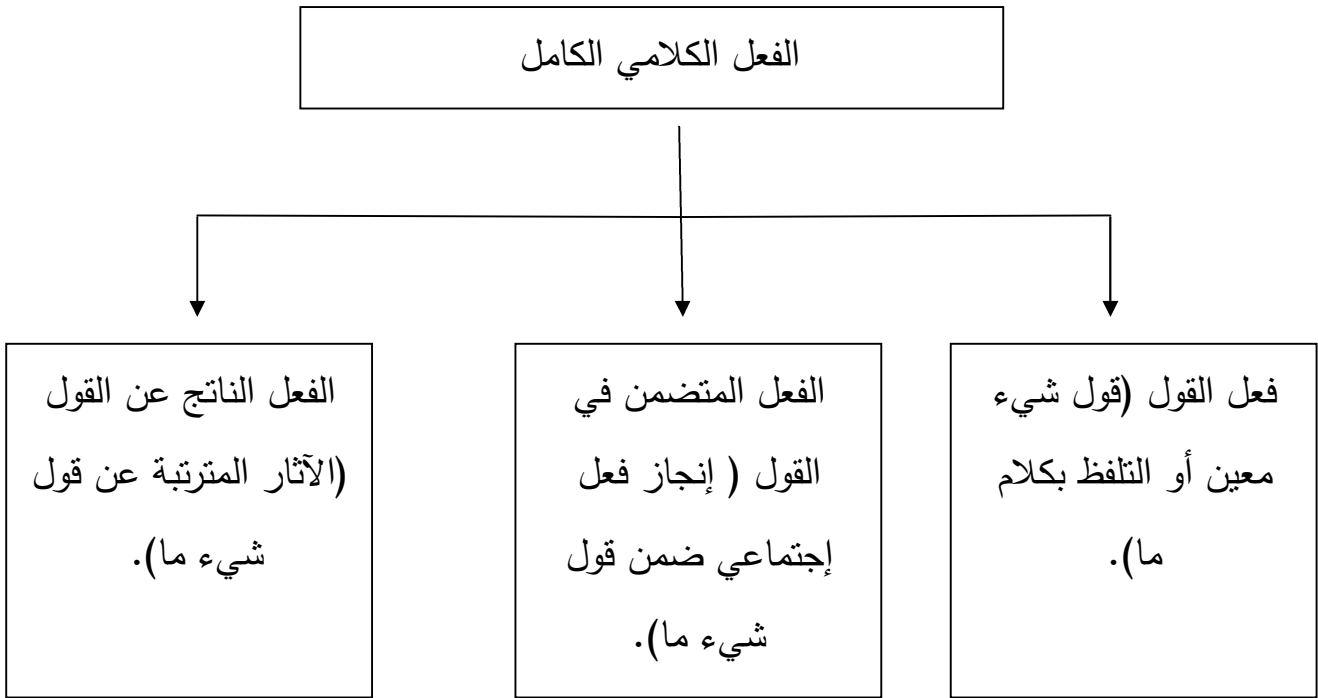 الفعل الكلامي الكامل
فعل القول (قول شيء
معين أو التلفظ بكلام
ما).
الفعل المتضمن في
القول ( إنجاز فعل
إجتماعي ضمن قول
شيء ما).
الفعل الناتج عن القول
(الآثار المترتبة عن قول
شيء ما).